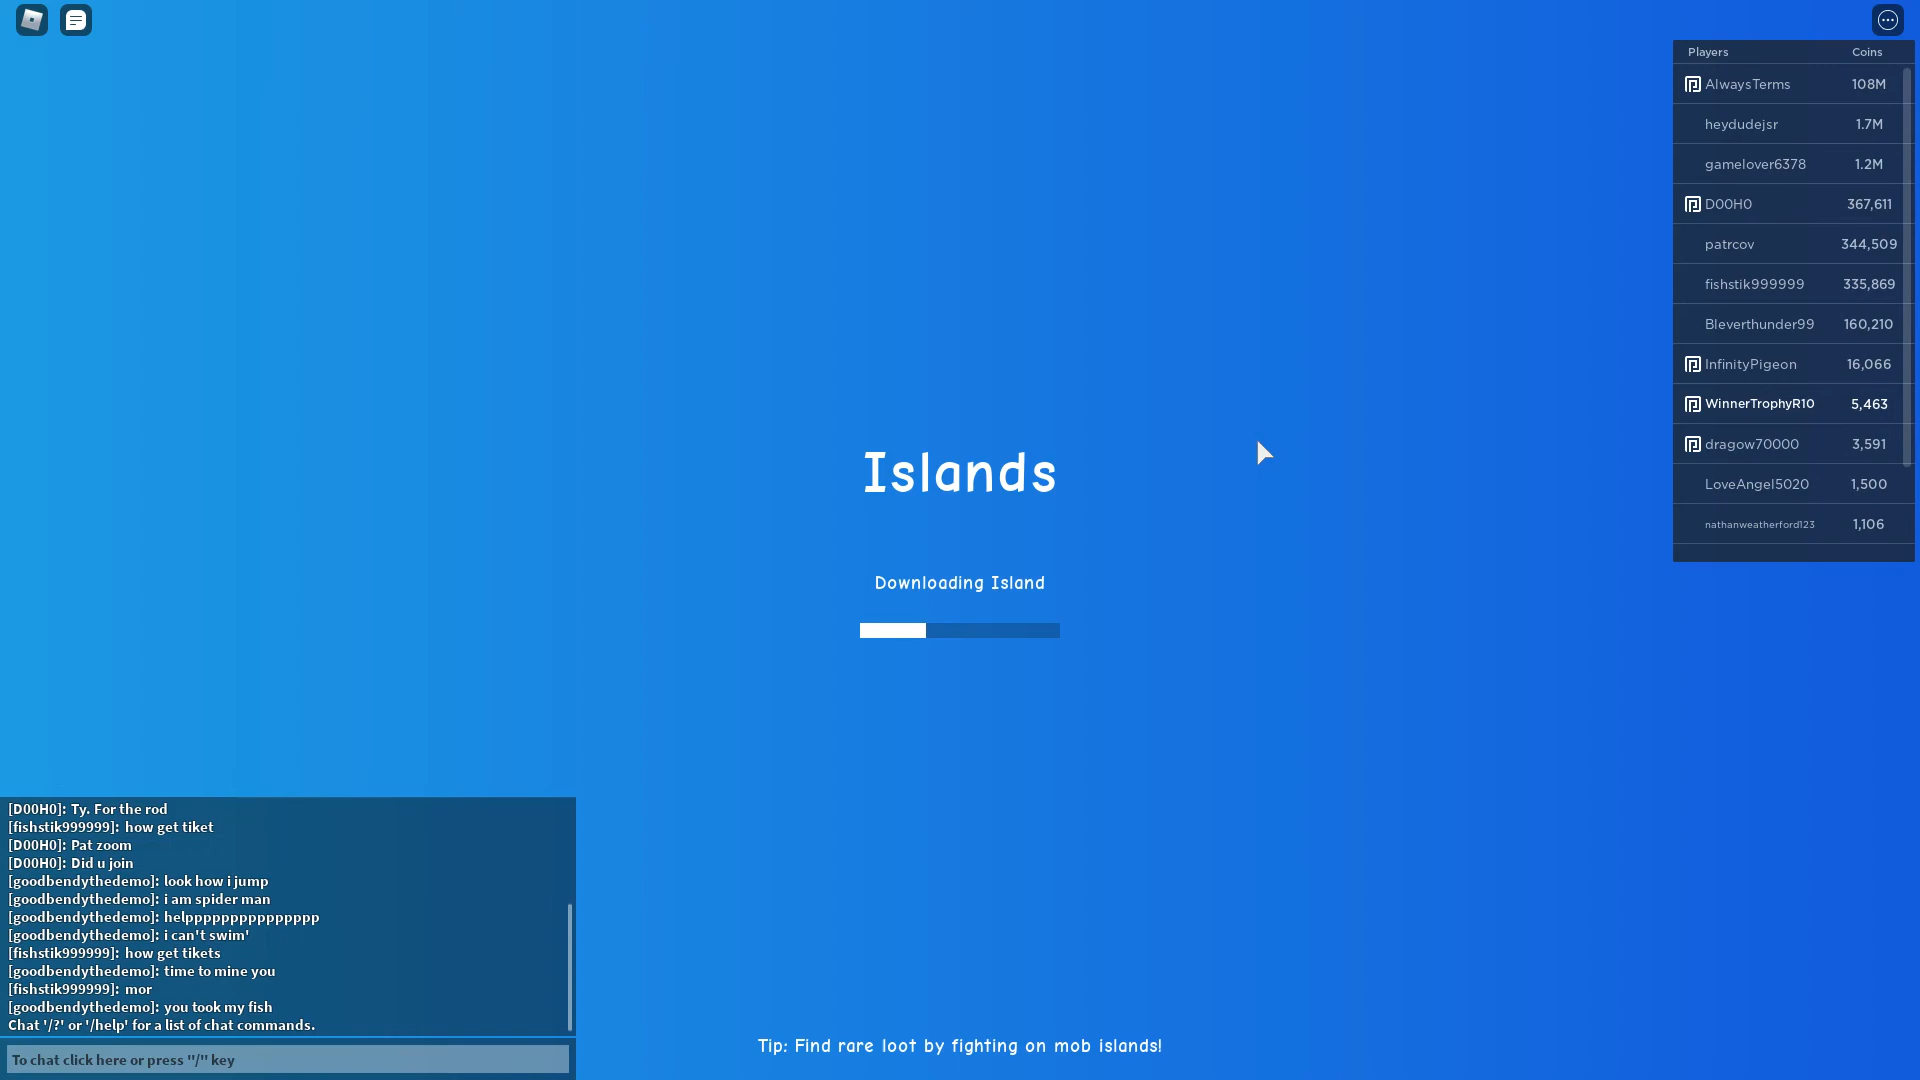 Players Coins
AlwaysTerms 108M
heydudejsr 1.7M
gamelover6378 1.2M
D00H0 367,611
patrcov 344,509
fishstik999999 335,869
Bleverthunder99 160,210
InfinityPigeon 16,066
WinnerTrophyR10 5,463
dragow70000 3,591
LoveAngel5020 1,500
nathanweatherford123 1,106
Islands
Downloading Island
[D00H0]: Ty. For the rod
[fishstik999999]: how get tiket
[D00H0]: Pat zoom
[D00H0]: Did u join
[goodbendythedemo]: look how i jump
[goodbendythedemo]: i am spider man
[goodbendythedemo]: helppppppppppppppp
[goodbendythedemo]: i can't swim'
[fishstik999999]: how get tikets
[goodbendythedemo]: time to mine you
[fishstik999999]: mor
[goodbendythedemo]: you took my fish
Chat '/?' or '/help' for a list of chat commands.
To chat click here or press "/" key
Tip: Find rare loot by fighting on mob islands!